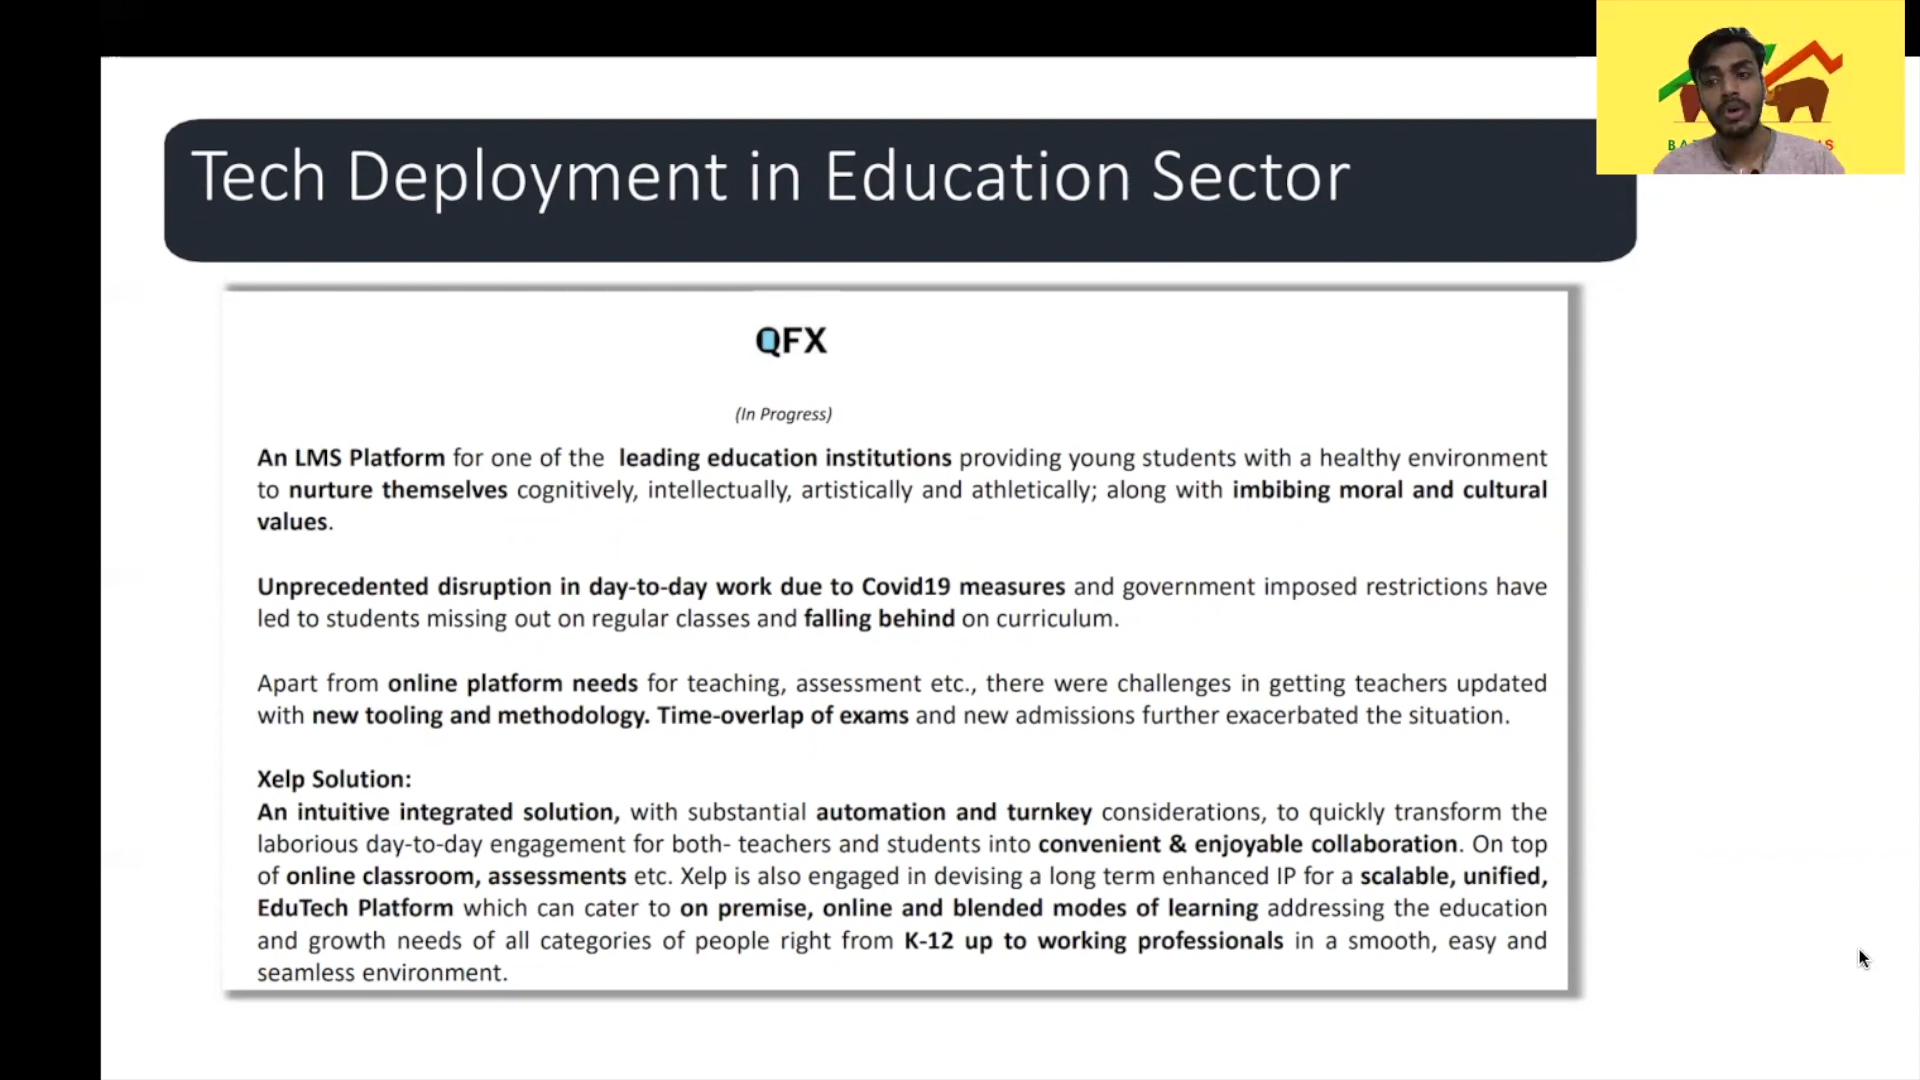 Tech Deployment in Education Sector
QFX
(In Progress)
An LMS Platform for one of the leading education institutions providing young students with a healthy environment
to nurture themselves cognitively, intellectually, artistically and athletically; along with imbibing moral and cultural
values.
Unprecedented disruption in day-to-day work due to Covid19 measures and government imposed restrictions have
led to students missing out on regular classes and falling behind on curriculum.
Apart from online platform needs for teaching, assessment etc., there were challenges in getting teachers updated
with new tooling and methodology. Time-overlap of exams and new admissions further exacerbated the situation.
Xelp Solution:
An intuitive integrated solution, with substantial automation and turnkey considerations, to quickly transform the
laborious day-to-day engagement for both- teachers and students into convenient & enjoyable collaboration. On top
of online classroom, assessments etc. Xelp is also engaged in devising a long term enhanced IP for a scalable, unified,
EduTech Platform which can cater to on premise, online and blended modes of learning addressing the education
and growth needs of all categories of people right from K-12 up to working professionals in a smooth, easy and
seamless environment.